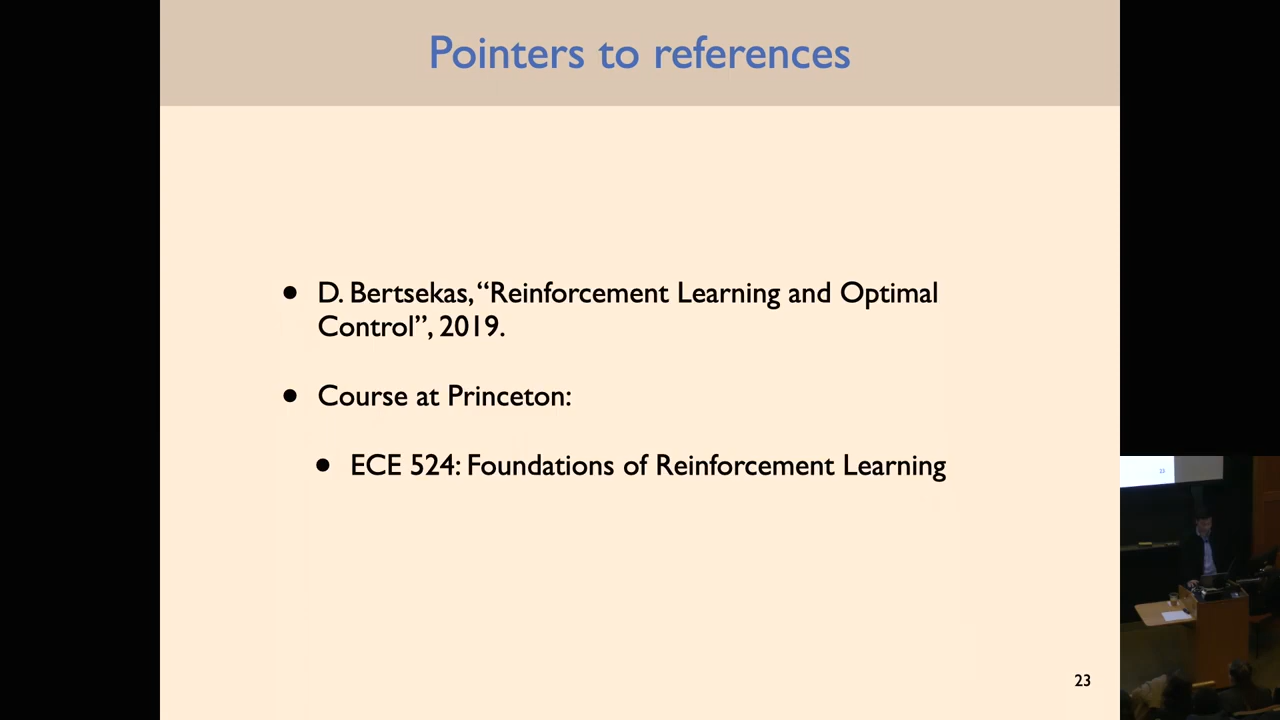 Pointers to references
● D. Bertsekas, “Reinforcement Learning and Optimal
Control”, 2019.
● Course at Princeton:
● ECE 524: Foundations of Reinforcement Learning
23
23